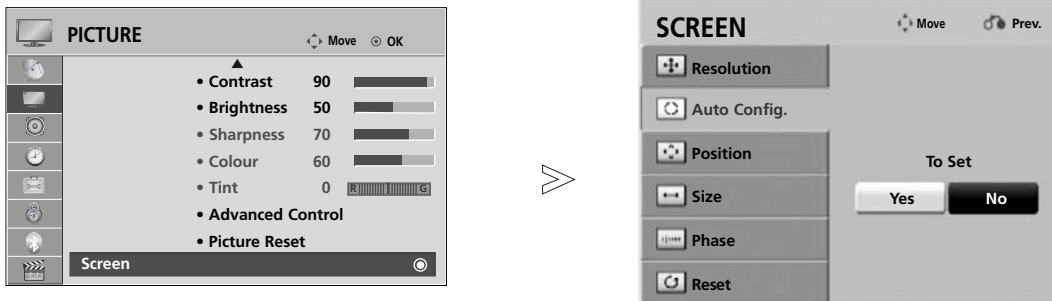 PICTURE
Move OK
• Contrast 90
• Brightness 50
• Sharpness 70
• Colour 60
• Tint 0 R G
• Advanced Control
• Picture Reset
Screen
SCREEN
Move Prev.
Resolution
Auto Config.
Position
Size
Phase
Reset
To Set
Yes No